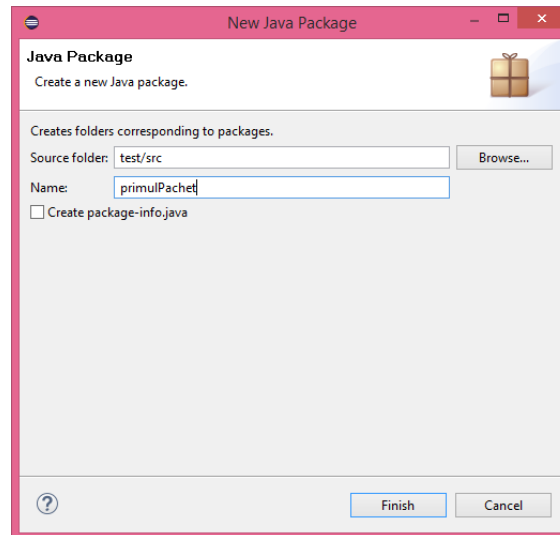 New Java Package
Java Package
Create a new Java package.
Creates folders corresponding to packages.
Source folder: test/src Browse...
Name: primulPachet
Create package-info.java
? Finish Cancel